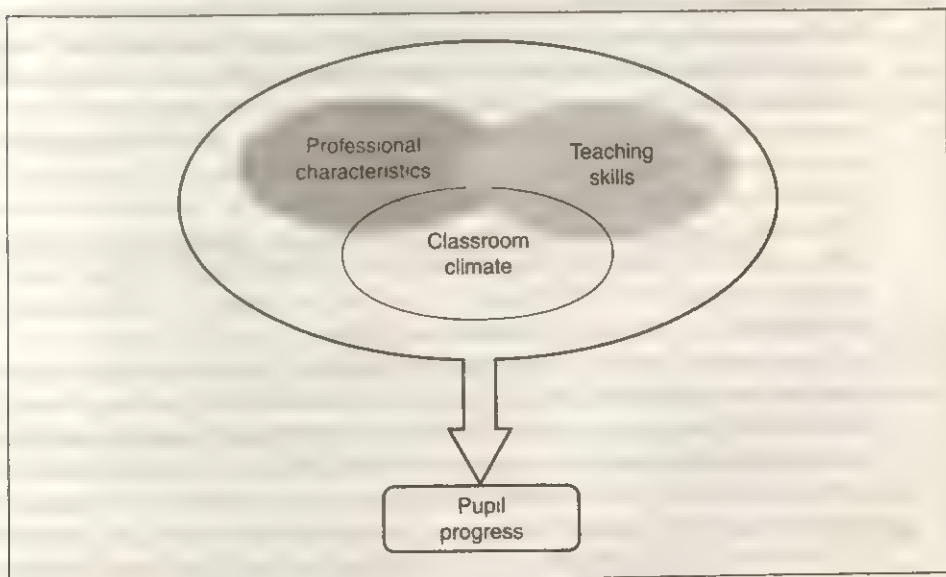 Professional
characteristics
Teaching
skills
Classroom
climate
Pupil
progress